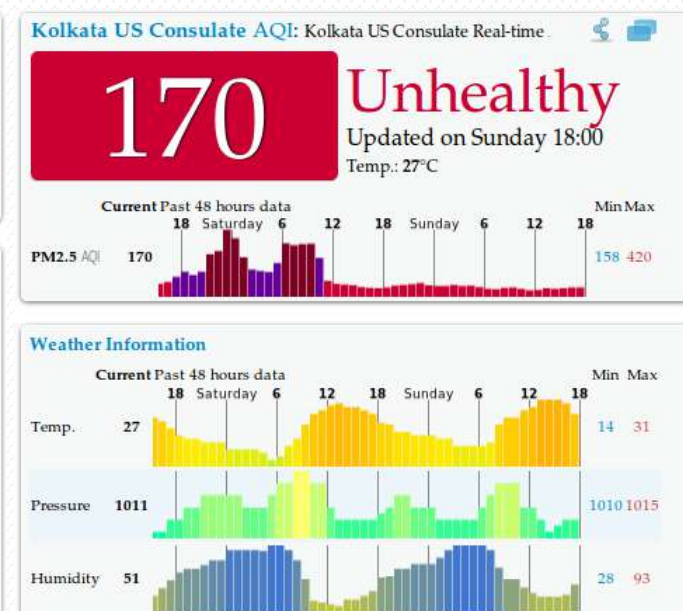 Kolkata US Consulate AQI: Kolkata US Consulate Real-time .
170
Unhealthy
Updated on Sunday 18:00
Temp.: 27°C
Current Past 48 hours data Min Max
18 Saturday 6 12 18 Sunday 6 12 18
PM2.5 AQI 170 158 420
Weather Information
Current Past 48 hours data Min Max
18 Saturday 6 12 18 Sunday 6 12 18
Temp. 27 14 31
Pressure 1011 1010 1015
Humidity 51 28 93